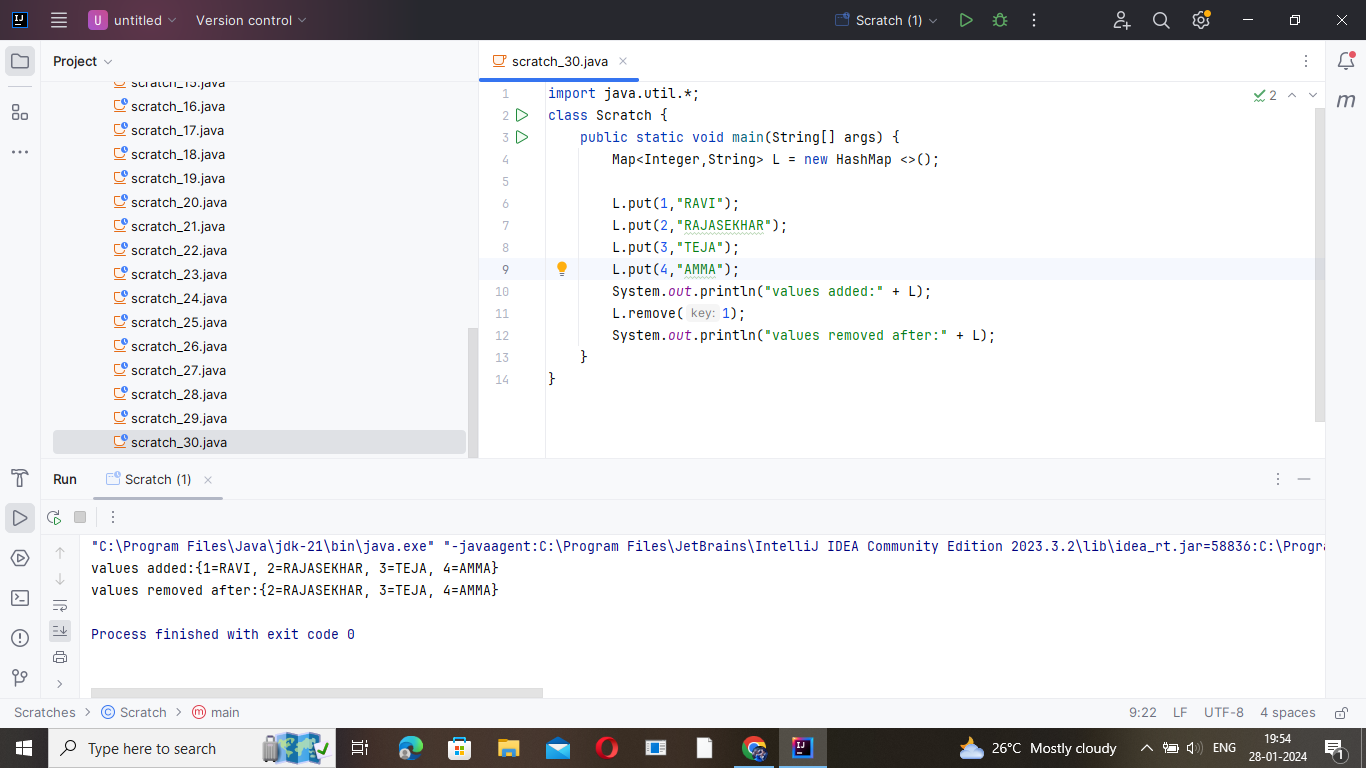 U untitled Version control Scratch (1)
Project
scratch_30.java
scratch_15.java
scratch_16.java
scratch_17.java
scratch_18.java
scratch_19.java
scratch_20.java
scratch_21.java
scratch_22.java
scratch_23.java
scratch_24.java
scratch_25.java
scratch_26.java
scratch_27.java
scratch_28.java
scratch_29.java
scratch_30.java
2
1 import java.util.*;
2 class Scratch {
3 public static void main(String[] args) {
4 Map<Integer,String> L = new HashMap <>();
5
6 L.put(1,"RAVI");
7 L.put(2,"RAJASEKHAR");
8 L.put(3,"TEJA");
9 L.put(4,"AMMA");
10 System.out.println("values added:" + L);
11 L.remove( key: 1);
12 System.out.println("values removed after:" + L);
13 }
14 }
m
Run Scratch (1)
"C:\Program Files\Java\jdk-21\bin\java.exe" "-javaagent:C:\Program Files\JetBrains\IntelliJ IDEA Community Edition 2023.3.2\lib\idea_rt.jar=58836:C:\Progra
values added:{1=RAVI, 2=RAJASEKHAR, 3=TEJA, 4=AMMA}
values removed after:{2=RAJASEKHAR, 3=TEJA, 4=AMMA}
Process finished with exit code 0
Scratches > Scratch > main 9:22 LF UTF-8 4 spaces
Type here to search
26°C Mostly cloudy
ENG
19:54
28-01-2024
1